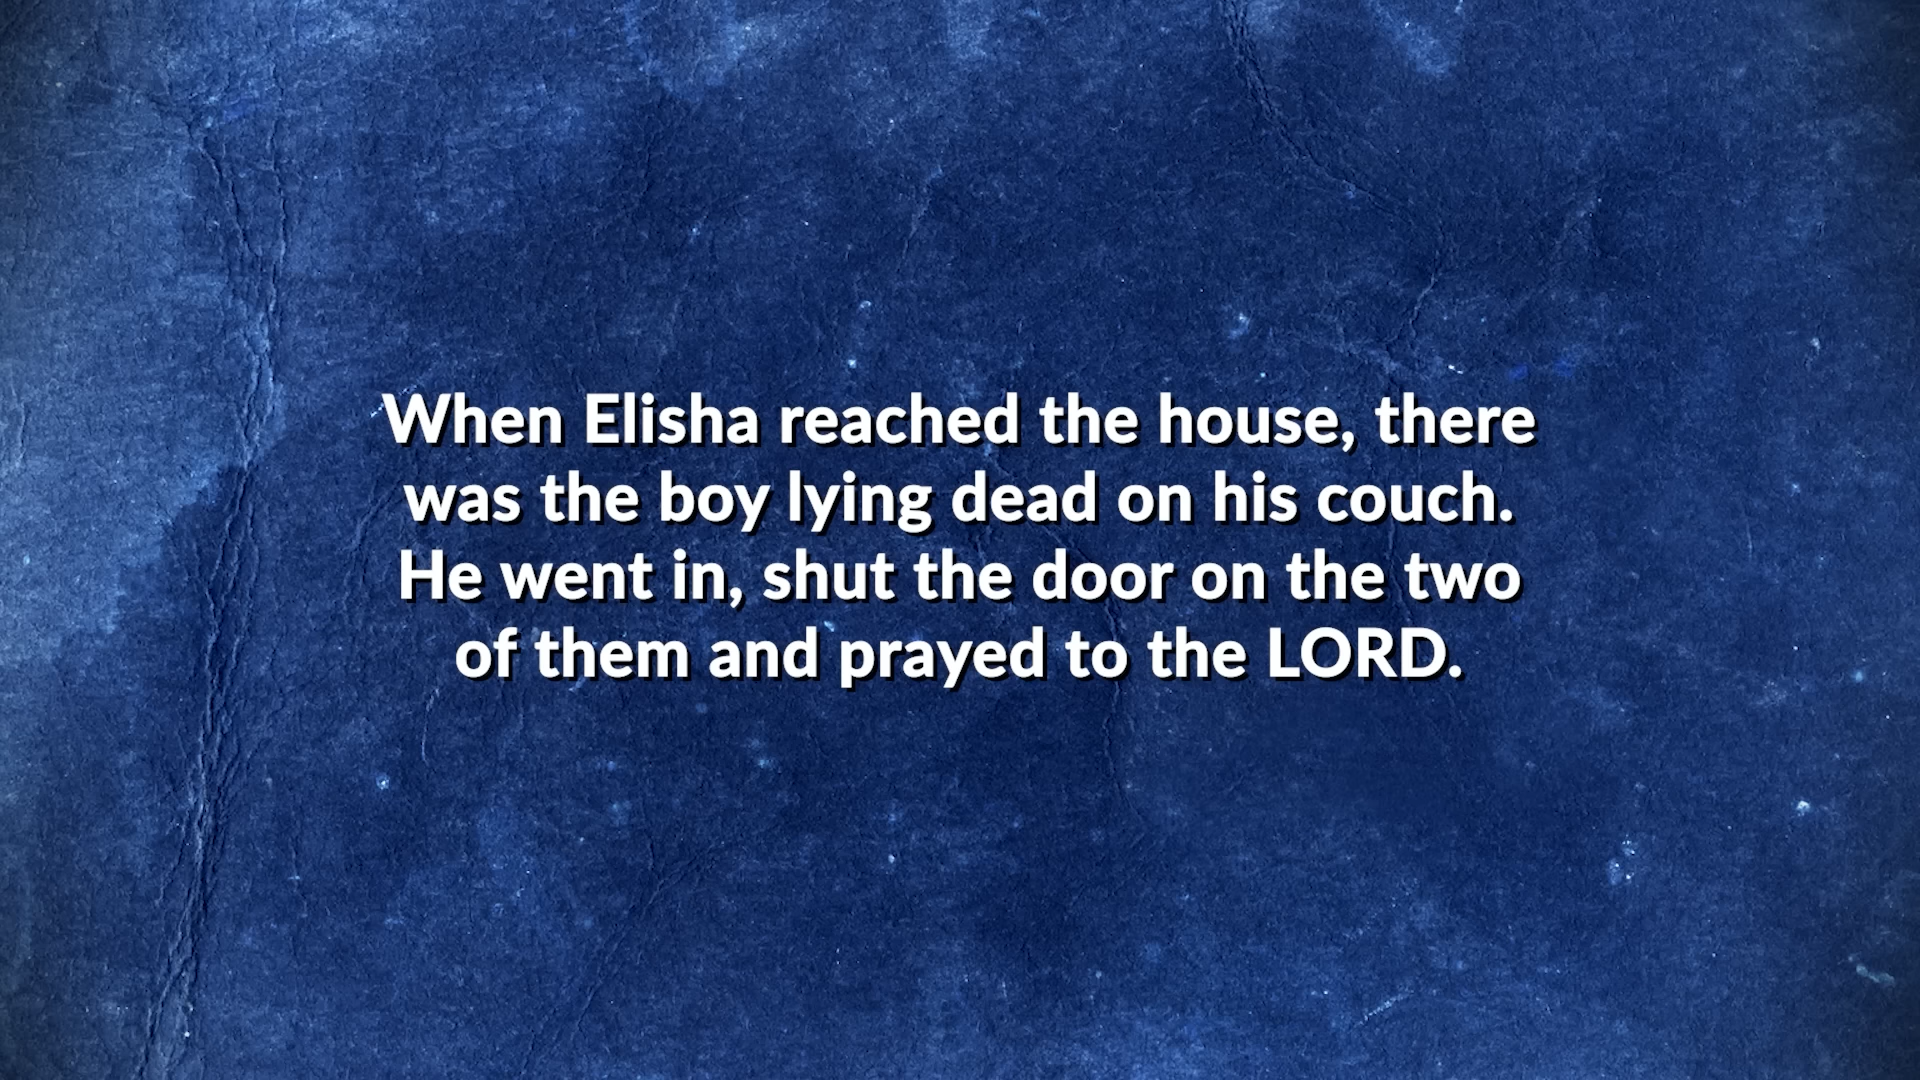 When Elisha reached the house, there
was the boy lying dead on his couch.
He went in, shut the door on the two
of them and prayed to the LORD.